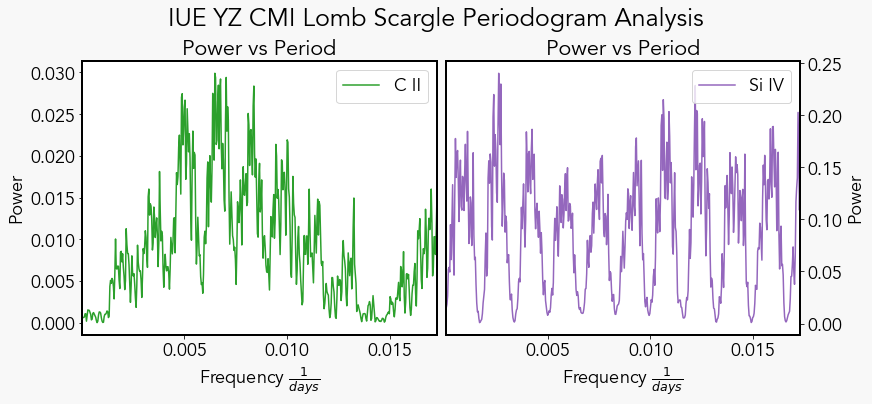 IUE YZ CMI Lomb Scargle Periodogram Analysis
Power vs Period
Power vs Period
C II
Si IV
Power
0.030
0.025
0.020
0.015
0.010
0.005
0.000
0.005
0.010
0.015
Frequency 1/days
0.005
0.010
0.015
Frequency 1/days
0.25
0.20
0.15
0.10
0.05
0.00
Power